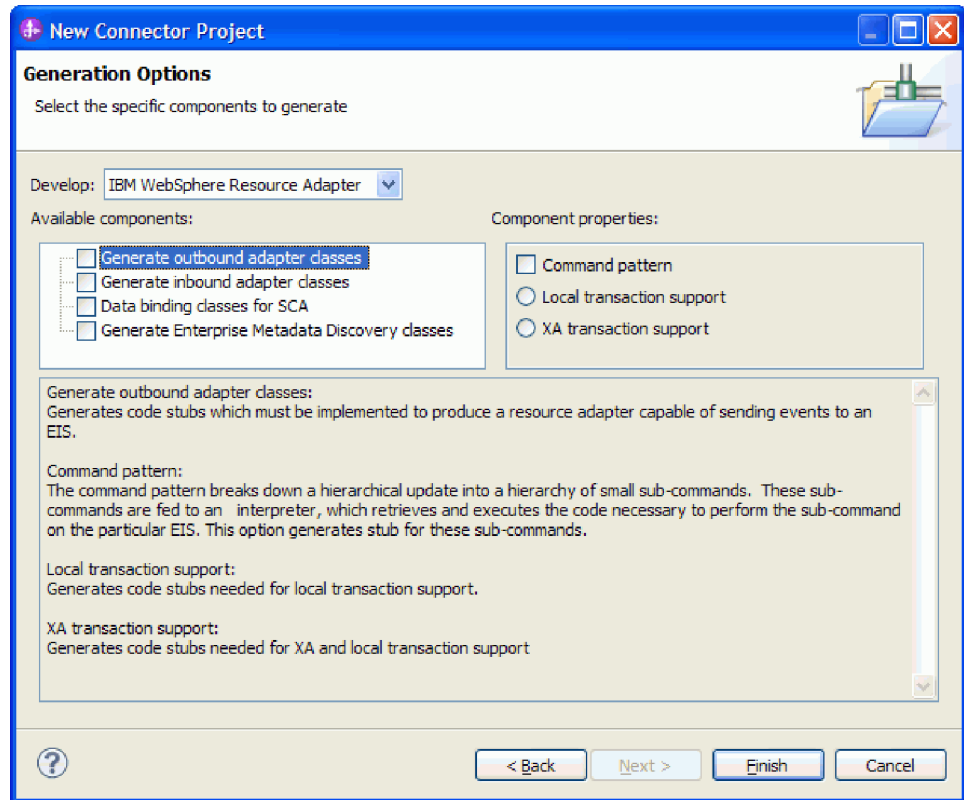 New Connector Project
Generation Options
Select the specific components to generate
Develop: IBM WebSphere Resource Adapter
Available components:
Generate outbound adapter classes
Generate inbound adapter classes
Data binding classes for SCA
Generate Enterprise Metadata Discovery classes
Component properties:
Command pattern
Local transaction support
XA transaction support
Generate outbound adapter classes:
Generates code stubs which must be implemented to produce a resource adapter capable of sending events to an
EIS.
Command pattern:
The command pattern breaks down a hierarchical update into a hierarchy of small sub-commands. These sub-
commands are fed to an interpreter, which retrieves and executes the code necessary to perform the sub-command
on the particular EIS. This option generates stub for these sub-commands.
Local transaction support:
Generates code stubs needed for local transaction support.
XA transaction support:
Generates code stubs needed for XA and local transaction support
?
< Back
Next >
Finish
Cancel